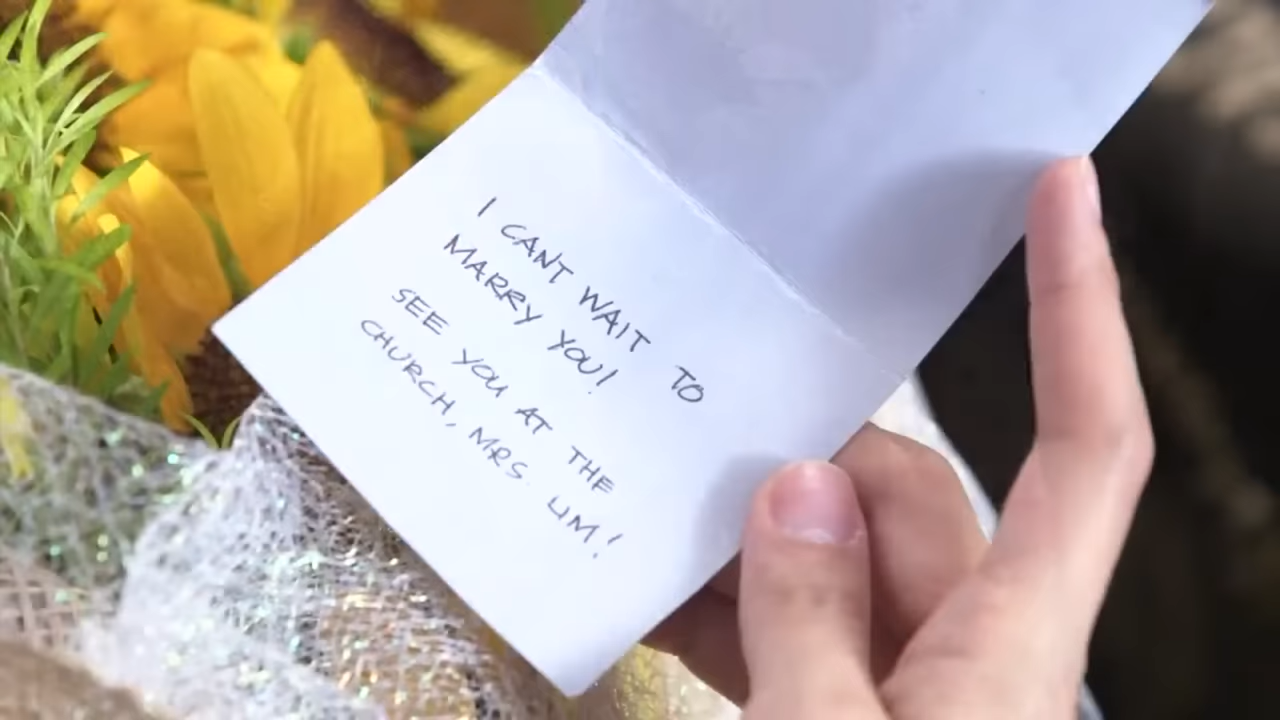 I CANT WAIT TO
MARRY YOU!
SEE YOU AT THE
CHURCH, MRS. LIM!